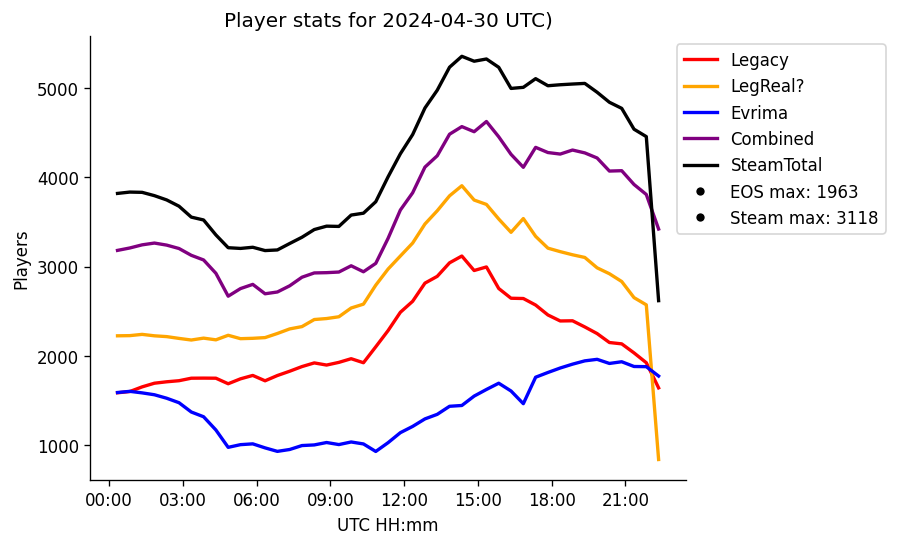 Player stats for 2024-04-30 UTC)
Legacy
LegReal?
Evrima
Combined
SteamTotal
EOS max: 1963
Steam max: 3118
Players
5000
4000
3000
2000
1000
00:00 03:00 06:00 09:00 12:00 15:00 18:00 21:00
UTC HH:mm